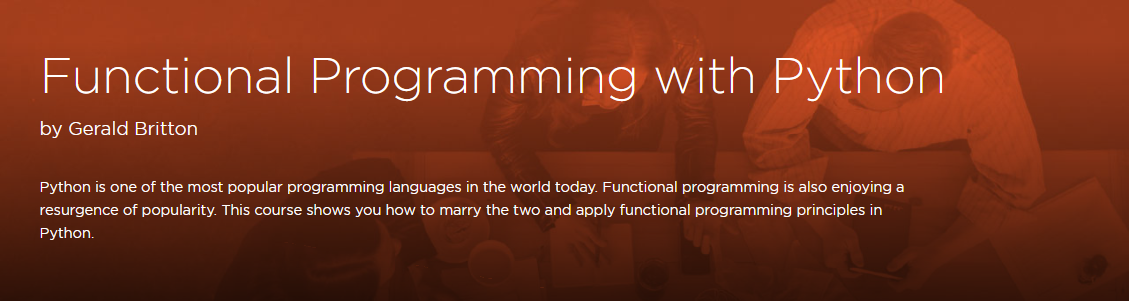 Functional Programming with Python
by Gerald Britton
Python is one of the most popular programming languages in the world today. Functional programming is also enjoying a
resurgence of popularity. This course shows you how to marry the two and apply functional programming principles in
Python.